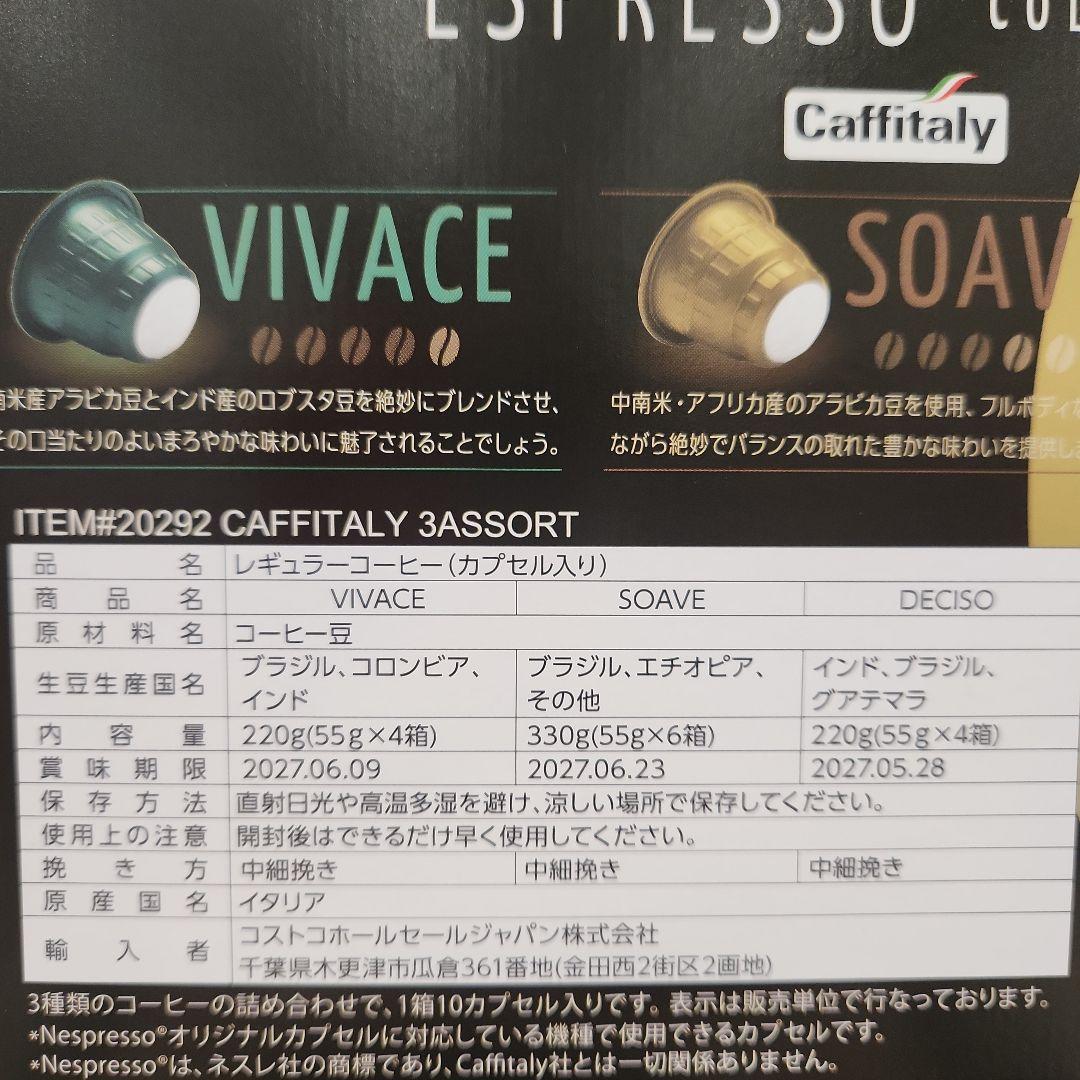 ESPRESSO
Caffitaly
VIVACE
南米産アラビカ豆とインド産のロブスタ豆を絶妙にブレンドさせ、
その口当たりのよいまろやかな味わいに魅了されることでしょう。
SOAV
中南米・アフリカ産のアラビカ豆を使用、フルボディ
ながら絶妙でバランスの取れた豊かな味わいを提供し
ITEM#20292 CAFFITALY 3ASSORT
品名 レギュラーコーヒー(カプセル入り)
商品名 VIVACE SOAVE DECISO
原材料名 コーヒー豆
生豆生産国名 ブラジル、コロンビア、 ブラジル、エチオピア、 インド、ブラジル、
インド その他 グアテマラ
内容量 220g(55g×4箱) 330g(55g×6箱) 220g(55g×4箱)
賞味期限 2027.06.09 2027.06.23 2027.05.28
保存方法 直射日光や高温多湿を避け、涼しい場所で保存してください。
使用上の注意 開封後はできるだけ早く使用してください。
挽き方 中細挽き 中細挽き 中細挽き
原産国名 イタリア
輸入者 コストコホールセールジャパン株式会社
千葉県木更津市瓜倉361番地(金田西2街区2画地)
3種類のコーヒーの詰め合わせで、1箱10カプセル入りです。表示は販売単位で行なっております。
*Nespresso®オリジナルカプセルに対応している機種で使用できるカプセルです。
*Nespresso®は、ネスレ社の商標であり、Caffitaly社とは一切関係ありません。